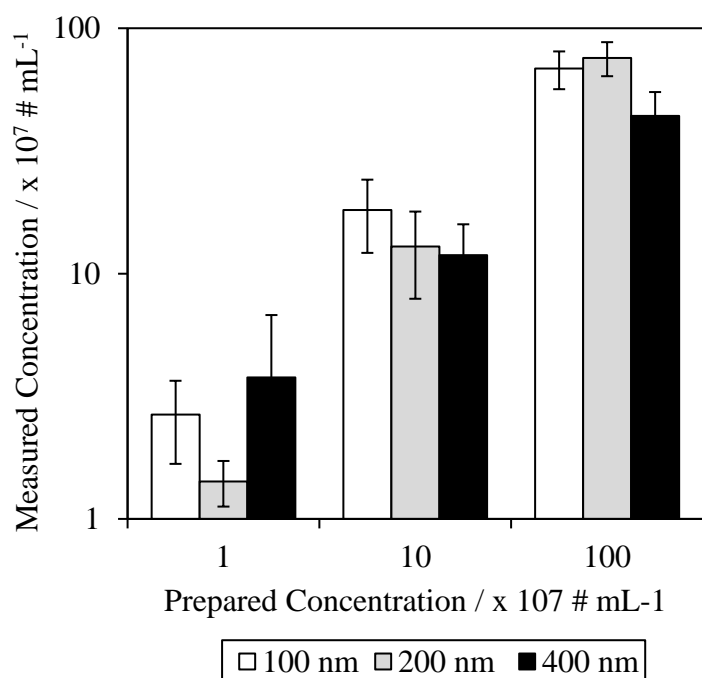 Measured Concentration / x 10⁷ # mL⁻¹
100
10
1
1 10 100
Prepared Concentration / x 107 # mL-1
100 nm 200 nm 400 nm